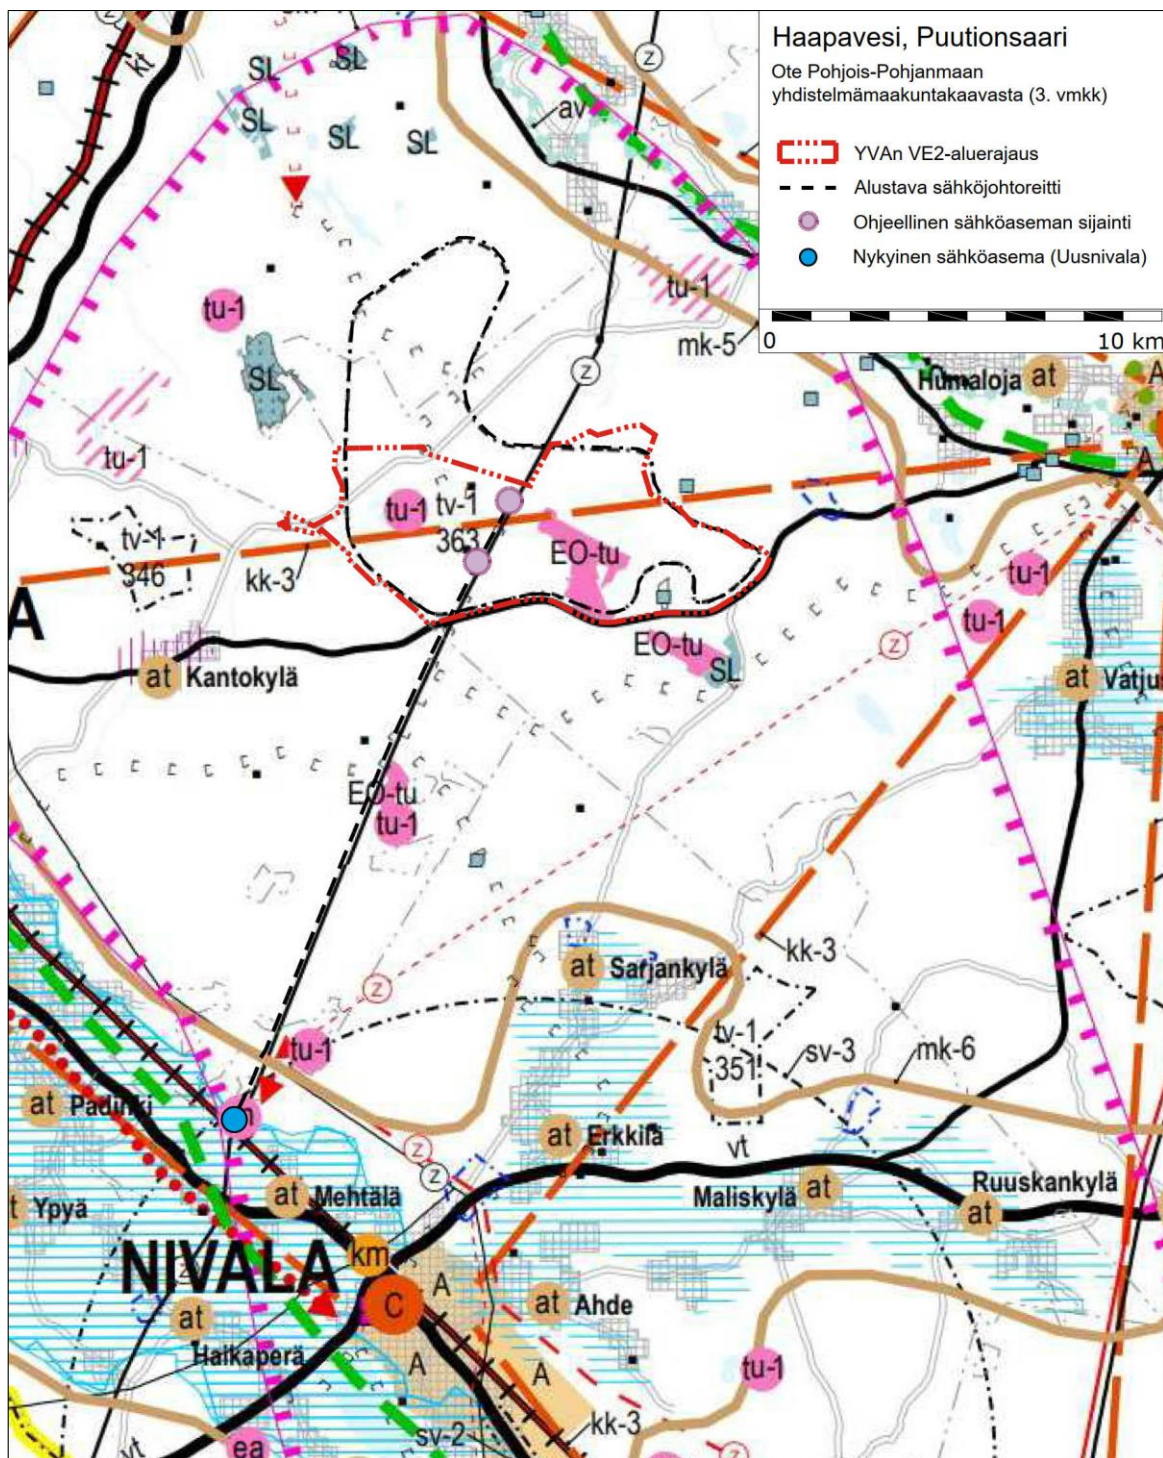 Haapavesi, Puutionsaari
Ote Pohjois-Pohjanmaan
yhdistelmämaakuntakaavasta (3. vmkk)
YVAn VE2-aluerajaus
Alustava sähköjohtoreitti
Ohjeellinen sähköaseman sijainti
Nykyinen sähköasema (Uusnivala)
0 10 km
kt
z
SL
SL
SL
SL
SL
av
tu-1
tu-1
mk-5
z
SL
Humaloja
at
A
tu-1
A
tu-1
tv-1
363
tv-1
346
kk-3
EO-tu
tu-1
tu-1
A
EO-tu
SL
z
at
Kantokylä
at
EO-tu
tu-1
kk-3
at
Sarjankylä
z
tu-1
tv-1
351
sv-3
mk-6
at
at
Erkkilä
vt
z
z
Maliskylä
at
Ruuskankylä
at
Ypyä
at
Mehtälä
NIVALA
km
A
C
at
Ahde
z
at
Haikaperä
A
A
tu-1
kk-3
sv-2
vt
ea
z